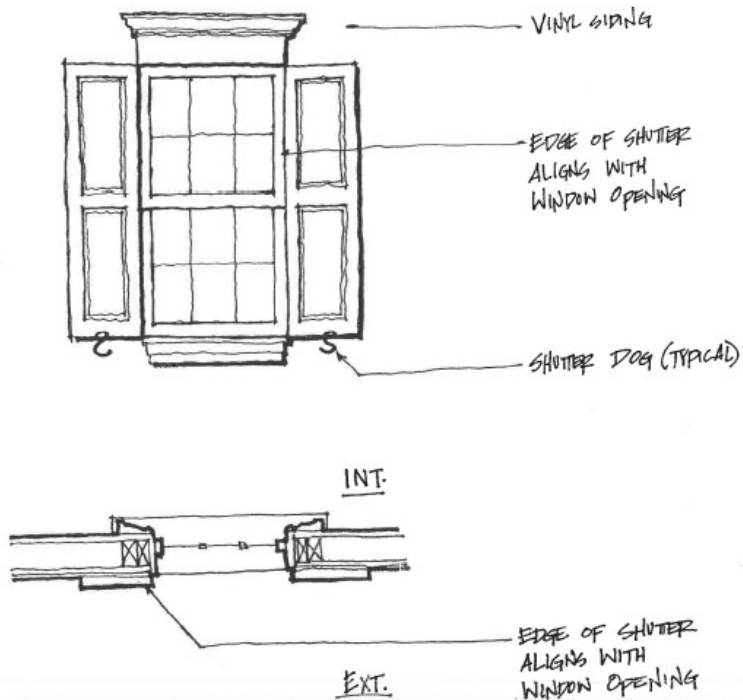 VINYL SIDING
EDGE OF SHUTTER
ALIGNS WITH
WINDOW OPENING
SHUTTER DOG (TYPICAL)
INT.
EDGE OF SHUTTER
ALIGNS WITH
WINDOW OPENING
EXT.